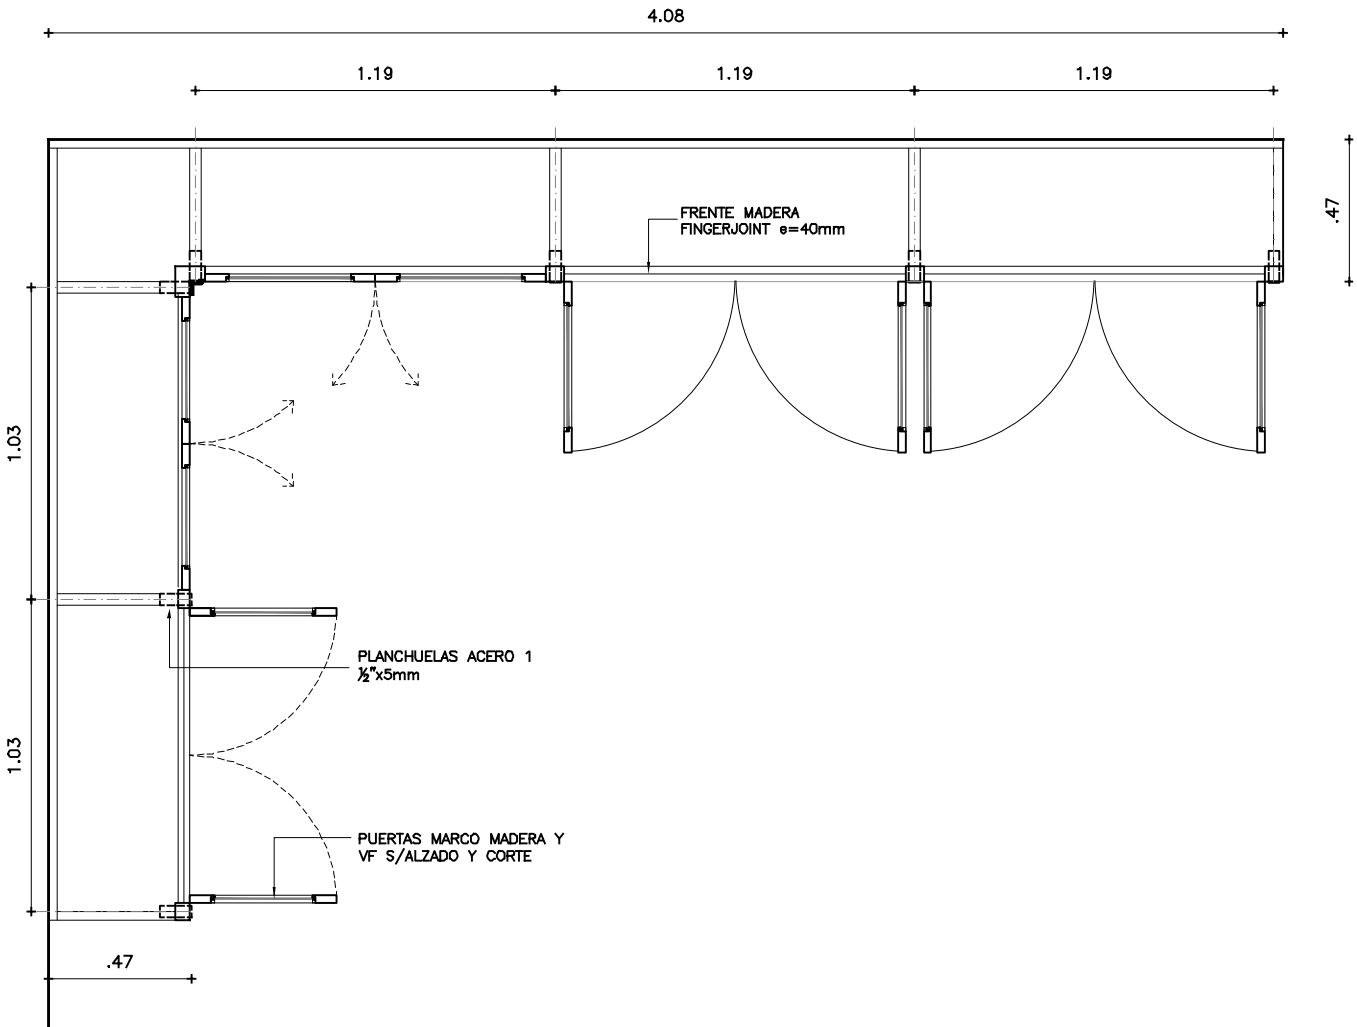 4.08
1.19
1.19
1.19
.47
FRENTE MADERA
FINGERJOINT e=40mm
1.03
PLANCHUELAS ACERO 1
½"x5mm
1.03
PUERTAS MARCO MADERA Y
VF S/ALZADO Y CORTE
.47